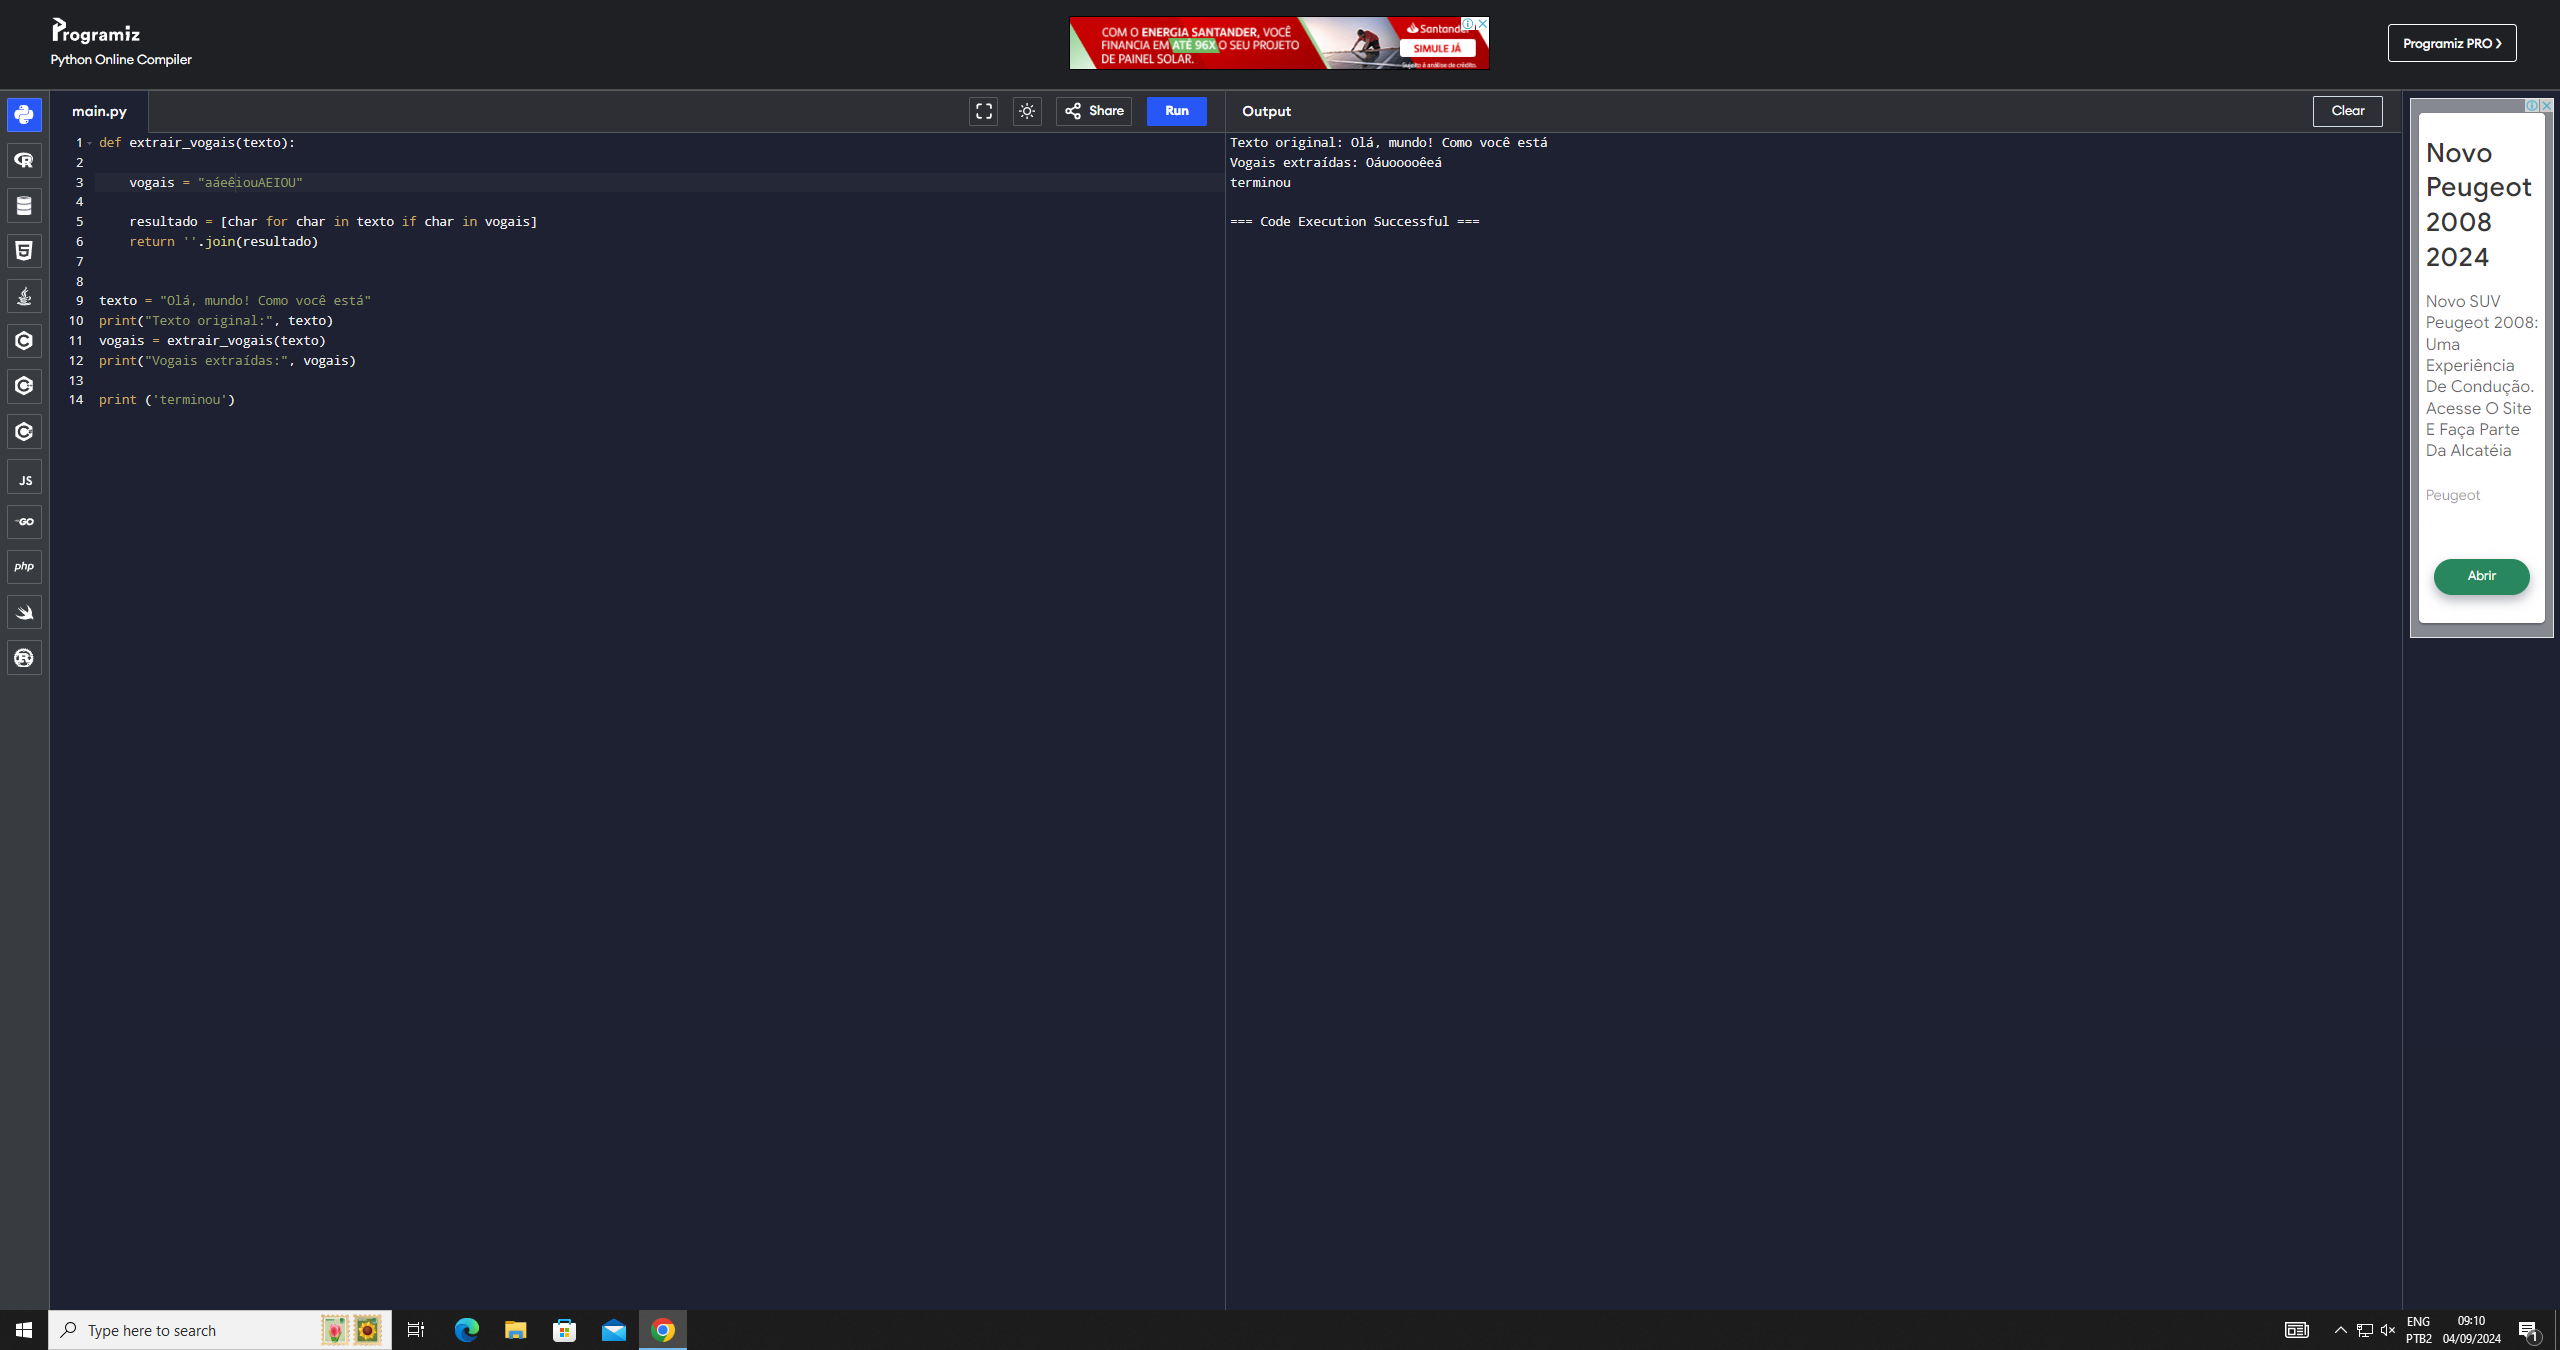 Programiz
Python Online Compiler
COM O ENERGIA SANTANDER, VOCÊ
FINANCIA EM ATÉ 96X O SEU PROJETO
DE PAINEL SOLAR.
Santander
SIMULE JÁ
Sujeito à análise de crédito.
Programiz PRO ❯
main.py
Share
Run
Output
Clear
1 def extrair_vogais(texto):
2
3 vogais = "aáeêiouAEIOU"
4
5 resultado = [char for char in texto if char in vogais]
6 return ''.join(resultado)
7
8
9 texto = "Olá, mundo! Como você está"
10 print("Texto original:", texto)
11 vogais = extrair_vogais(texto)
12 print("Vogais extraídas:", vogais)
13
14 print ('terminou')
Texto original: Olá, mundo! Como você está
Vogais extraídas: Oáuooooêeá
terminou
=== Code Execution Successful ===
JS
GO
php
Novo
Peugeot
2008
2024
Novo SUV
Peugeot 2008:
Uma
Experiência
De Condução.
Acesse O Site
E Faça Parte
Da Alcatéia
Peugeot
Abrir
Type here to search
ENG
PTB2
09:10
04/09/2024
1